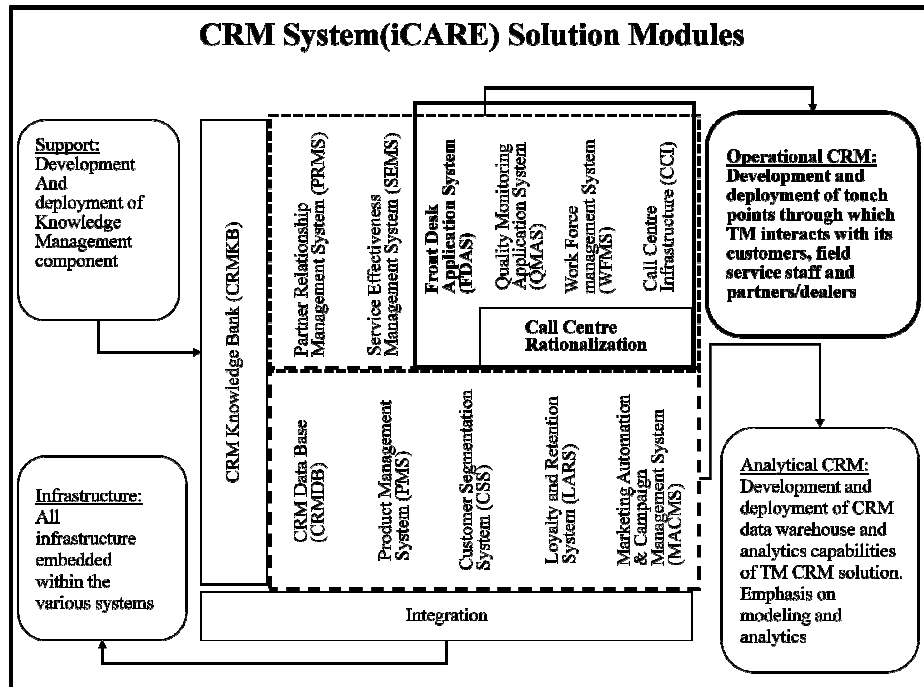 CRM System(iCARE) Solution Modules
Support:
Development
And
deployment of
Knowledge
Management
component
CRM Knowledge Bank (CRMKB)
Partner Relationship
Management System (PRMS)
Service Effectiveness
Management System (SEMS)
Front Desk
Application System
(FDAS)
Quality Monitoring
Application System
(QMAS)
Work Force
management System
(WFMS)
Call Centre
Infrastructure (CCI)
Call Centre
Rationalization
Operational CRM:
Development and
deployment of touch
points through which
TM interacts with its
customers, field
service staff and
partners/dealers
Infrastructure:
All
infrastructure
embedded
within the
various systems
CRM Data Base
(CRMDB)
Product Management
System (PMS)
Customer Segmentation
System (CSS)
Loyalty and Retention
System (LARS)
Marketing Automation
& Campaign
Management System
(MACMS)
Analytical CRM:
Development and
deployment of CRM
data warehouse and
analytics capabilities
of TM CRM solution.
Emphasis on
modeling and
analytics
Integration